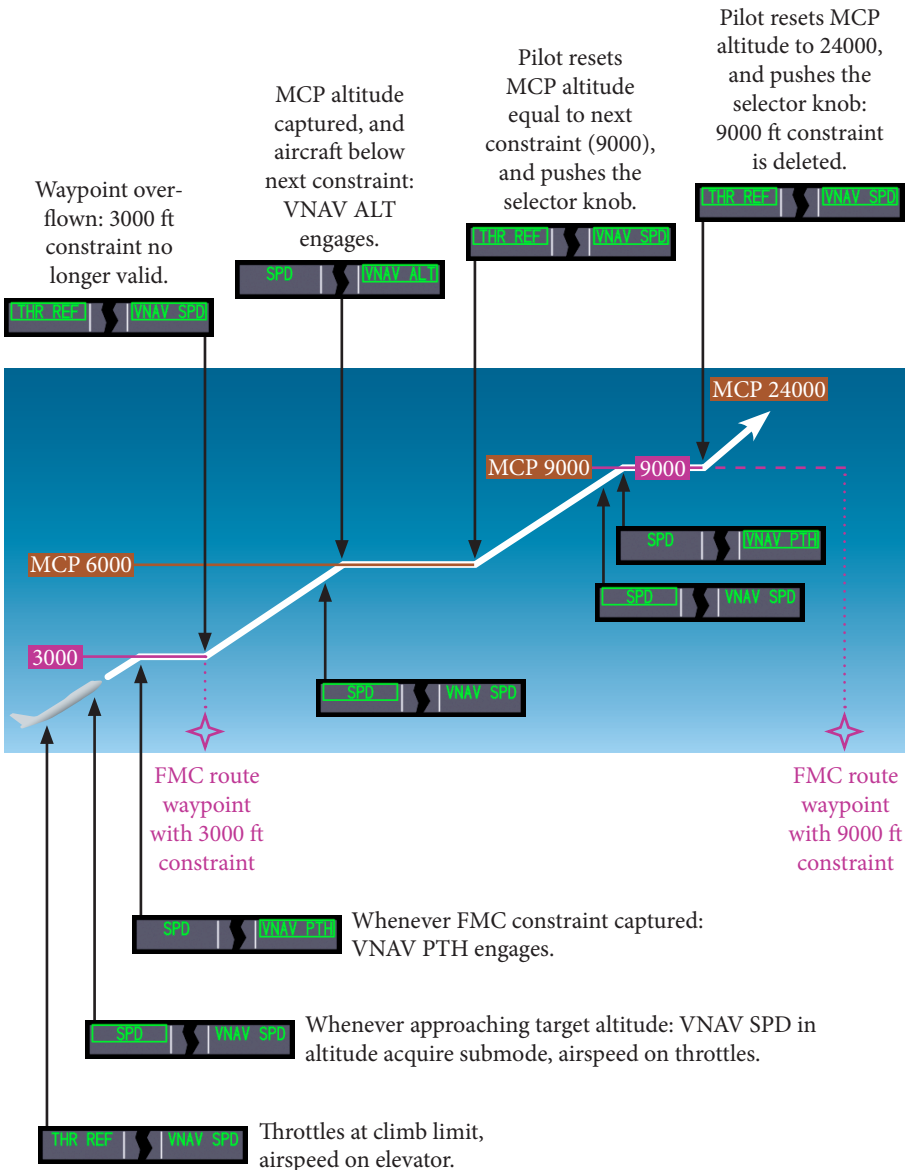 Pilot resets MCP
altitude to 24000,
and pushes the
selector knob:
9000 ft constraint
is deleted.
THR REF VNAV SPD
Pilot resets
MCP altitude
equal to next
constraint (9000),
and pushes the
selector knob.
THR REF VNAV SPD
MCP altitude
captured, and
aircraft below
next constraint:
VNAV ALT
engages.
SPD VNAV ALT
Waypoint over-
flown: 3000 ft
constraint no
longer valid.
THR REF VNAV SPD
MCP 24000
MCP 9000 9000
SPD VNAV PTH
MCP 6000
SPD VNAV SPD
3000
SPD VNAV SPD
FMC route
waypoint
with 3000 ft
constraint
FMC route
waypoint
with 9000 ft
constraint
SPD VNAV PTH
Whenever FMC constraint captured:
VNAV PTH engages.
SPD VNAV SPD
Whenever approaching target altitude: VNAV SPD in
altitude acquire submode, airspeed on throttles.
THR REF VNAV SPD
Throttles at climb limit,
airspeed on elevator.